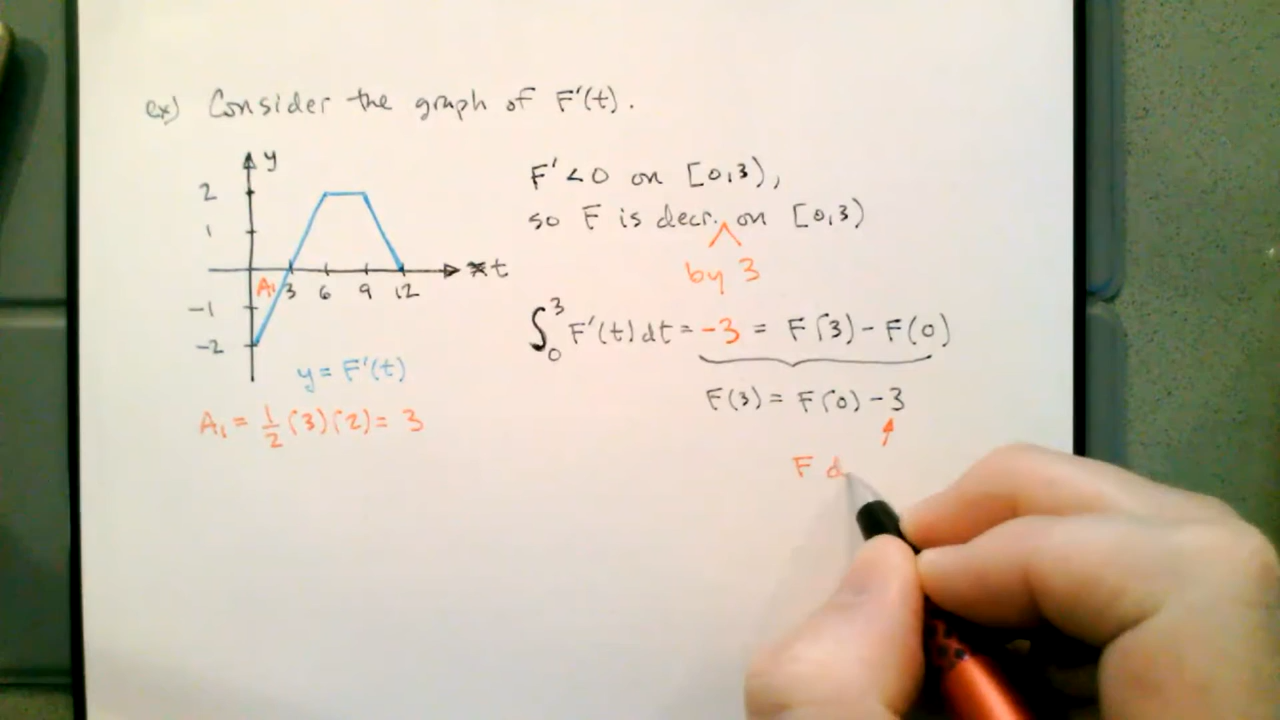 ex) Consider the graph of F'(t).
y
2
1
-1
-2
A₁ 3 6 9 12 t
y = F'(t)
A₁ = 1/2 (3)(2) = 3
F' < 0 on [0,3),
so F is decr. on [0,3)
by 3
∫₀³ F'(t) dt = -3 = F(3) - F(0)
F(3) = F(0) - 3
F d